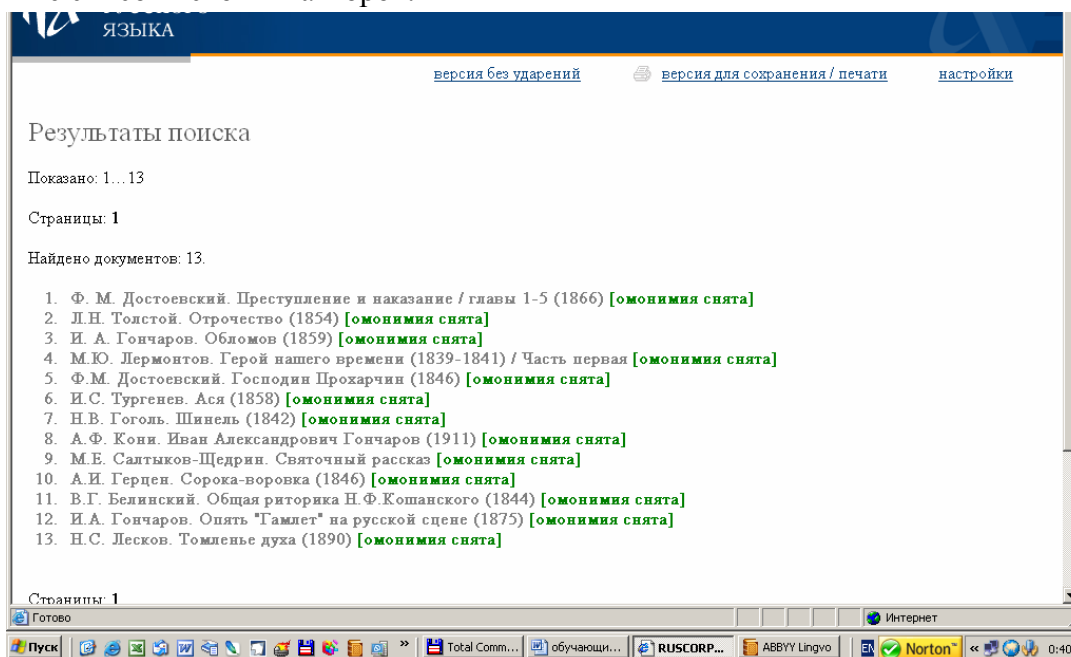 ЯЗЫКА
версия без ударений версия для сохранения / печати настройки
Результаты поиска
Показано: 1...13
Страницы: 1
Найдено документов: 13.
1. Ф. М. Достоевский. Преступление и наказание / главы 1-5 (1866) [омонимия снята]
2. Л.Н. Толстой. Отрочество (1854) [омонимия снята]
3. И. А. Гончаров. Обломов (1859) [омонимия снята]
4. М.Ю. Лермонтов. Герой нашего времени (1839-1841) / Часть первая [омонимия снята]
5. Ф.М. Достоевский. Господин Прохарчин (1846) [омонимия снята]
6. И.С. Тургенев. Ася (1858) [омонимия снята]
7. Н.В. Гоголь. Шинель (1842) [омонимия снята]
8. А.Ф. Кони. Иван Александрович Гончаров (1911) [омонимия снята]
9. М.Е. Салтыков-Щедрин. Святочный рассказ [омонимия снята]
10. А.И. Герцен. Сорока-воровка (1846) [омонимия снята]
11. В.Г. Белинский. Общая риторика Н.Ф.Кошанского (1844) [омонимия снята]
12. И.А. Гончаров. Опять "Гамлет" на русской сцене (1875) [омонимия снята]
13. Н.С. Лесков. Томленье духа (1890) [омонимия снята]
Страницы: 1
Готово Интернет
Пуск » Total Comm... обучающи... RUSCORP... ABBYY Lingvo EN Norton « 0:40